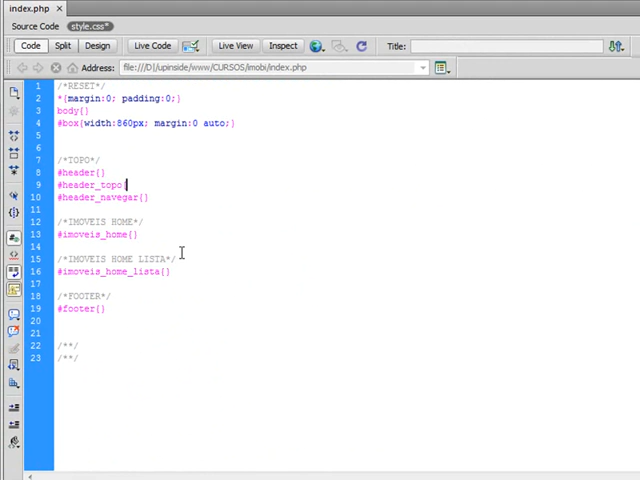 index.php ×
Source Code style.css*
Code Split Design Live Code Live View Inspect Title:
Address: file:///D|/upinside/www/CURSOS/imobi/index.php
1 /*RESET*/
2 *{margin:0; padding:0;}
3 body{}
4 #box{width:860px; margin:0 auto;}
5
6
7 /*TOPO*/
8 #header{}
9 #header_topo{
10 #header_navegar{}
11
12 /*IMOVEIS HOME*/
13 #imoveis_home{}
14
15 /*IMOVEIS HOME LISTA*/
16 #imoveis_home_lista{}
17
18 /*FOOTER*/
19 #footer{}
20
21
22 /**/
23 /**/